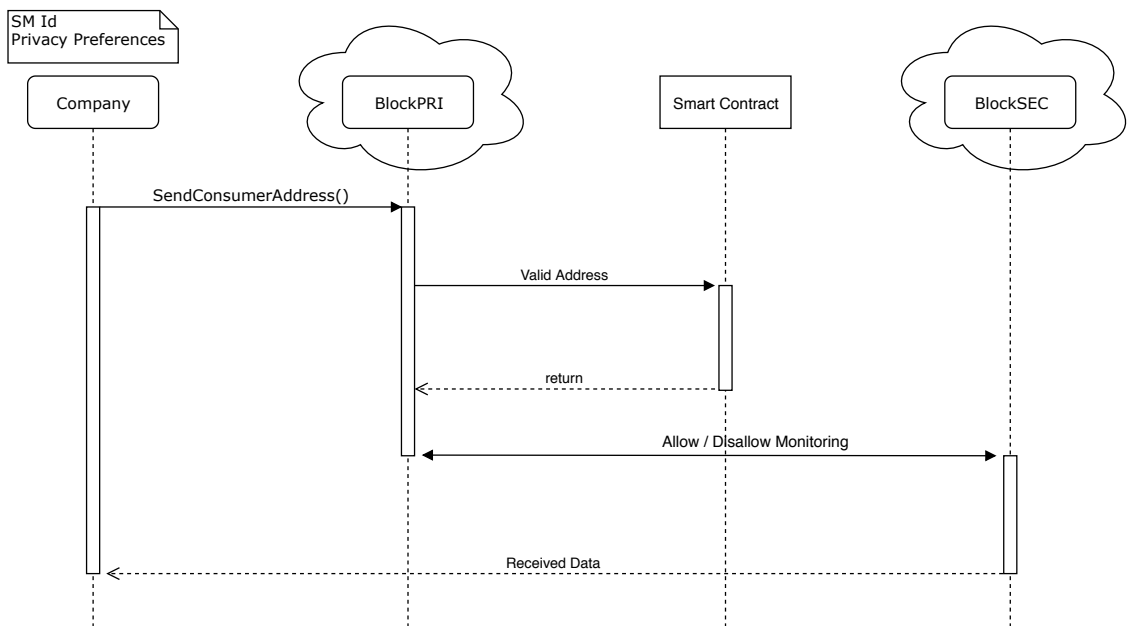 SM Id
Privacy Preferences
Company
BlockPRI
Smart Contract
BlockSEC
SendConsumerAddress()
Valid Address
return
Allow / DIsallow Monitoring
Received Data